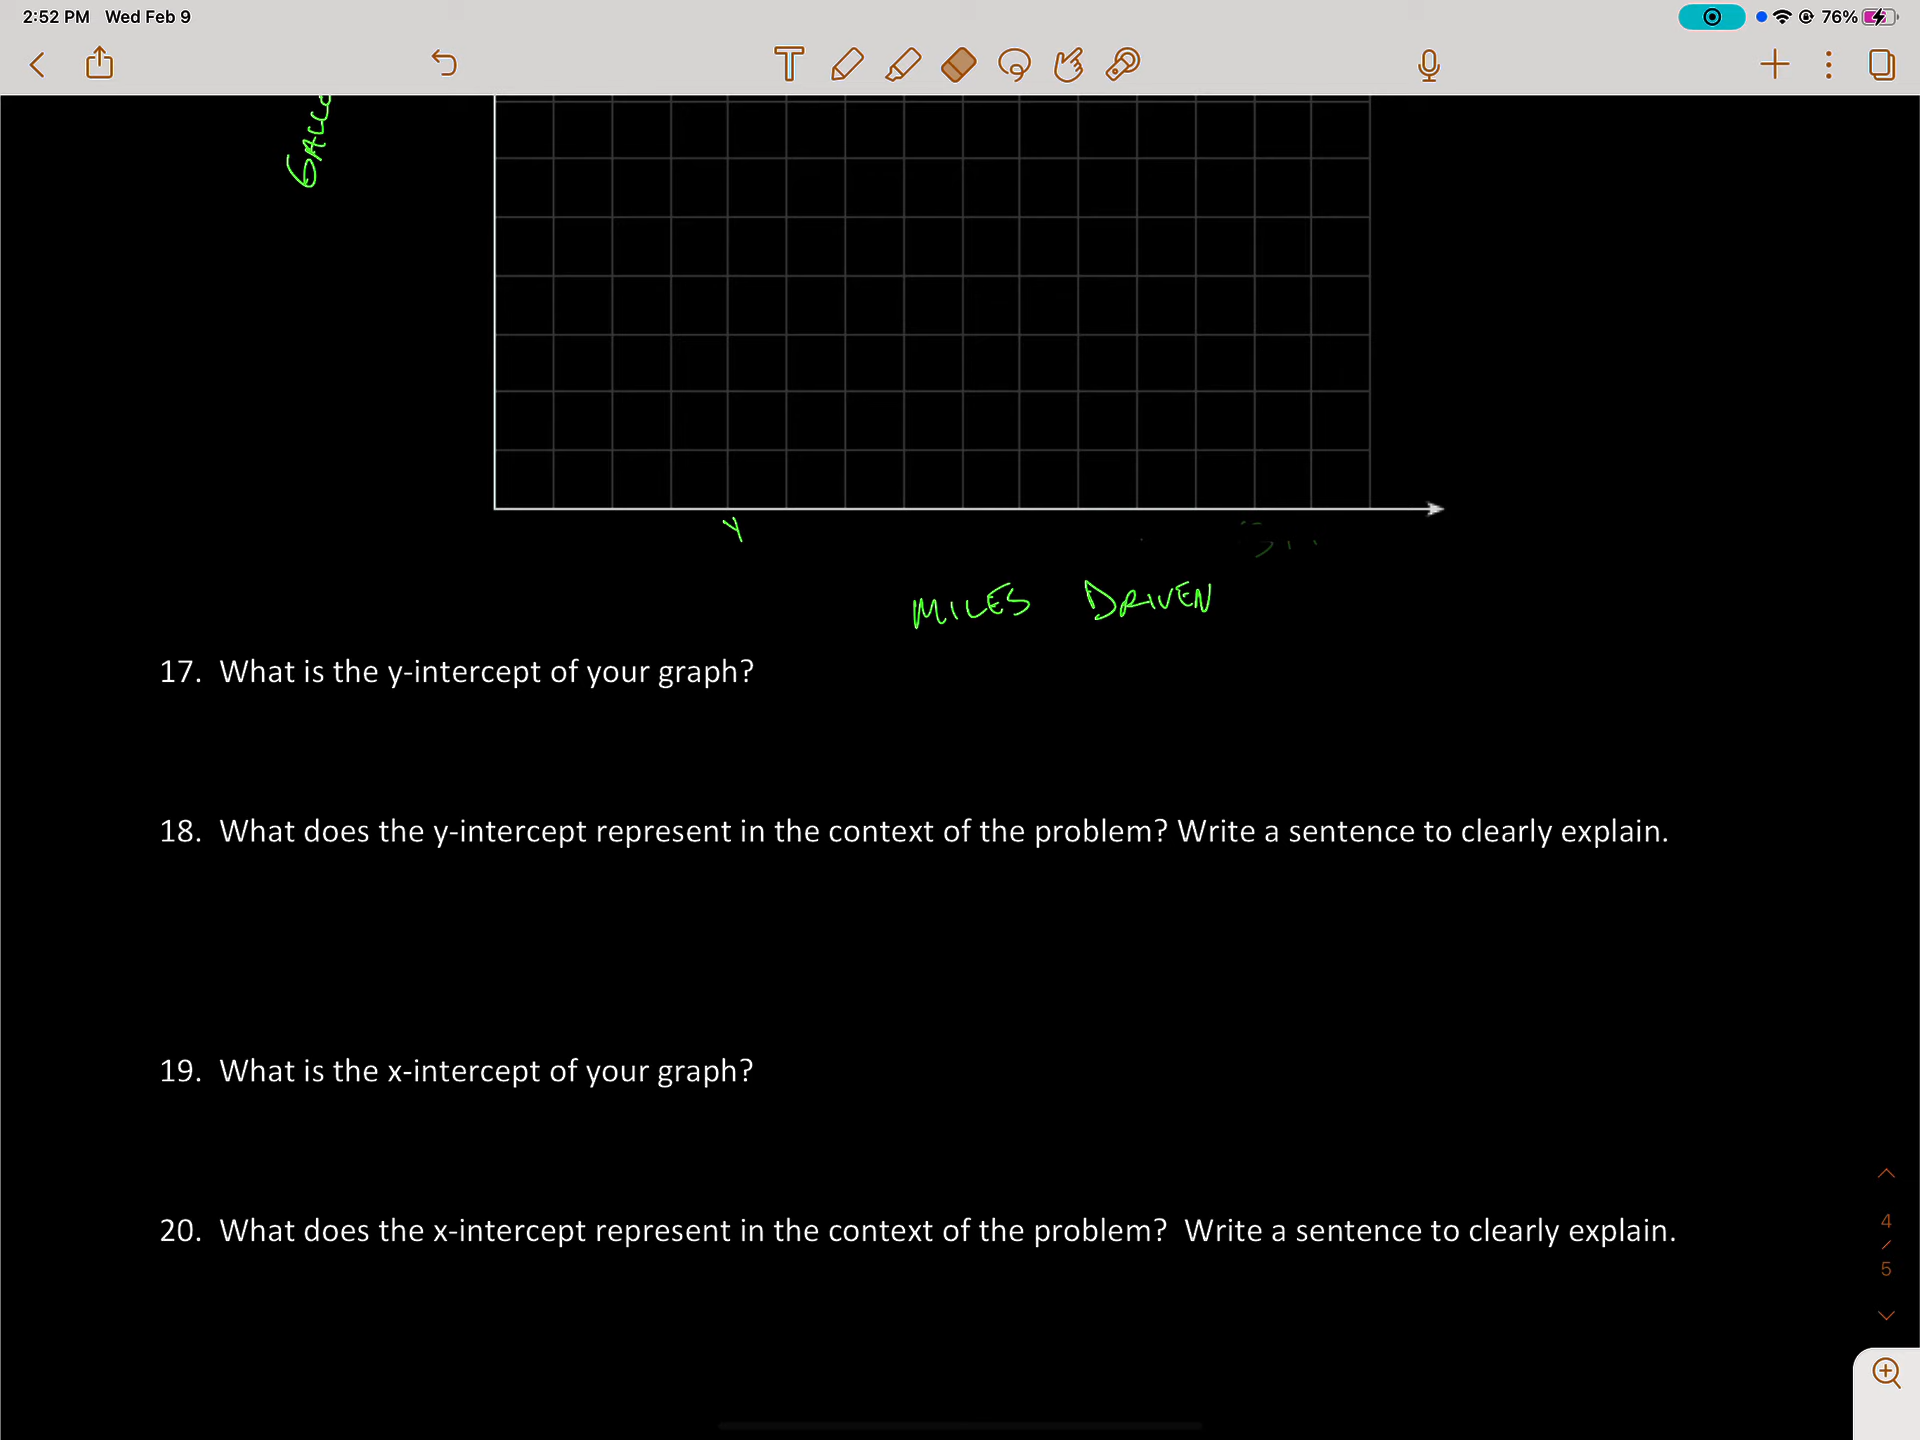 2:52 PM Wed Feb 9
76%
GALL
MILES DRIVEN
17. What is the y-intercept of your graph?
18. What does the y-intercept represent in the context of the problem? Write a sentence to clearly explain.
19. What is the x-intercept of your graph?
4
/
5
20. What does the x-intercept represent in the context of the problem? Write a sentence to clearly explain.